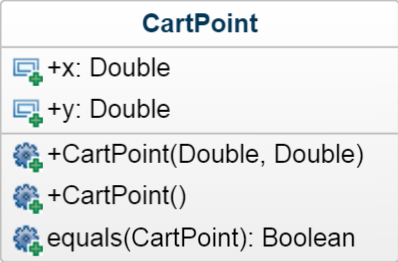 CartPoint
+x: Double
+y: Double
+CartPoint(Double, Double)
+CartPoint()
equals(CartPoint): Boolean